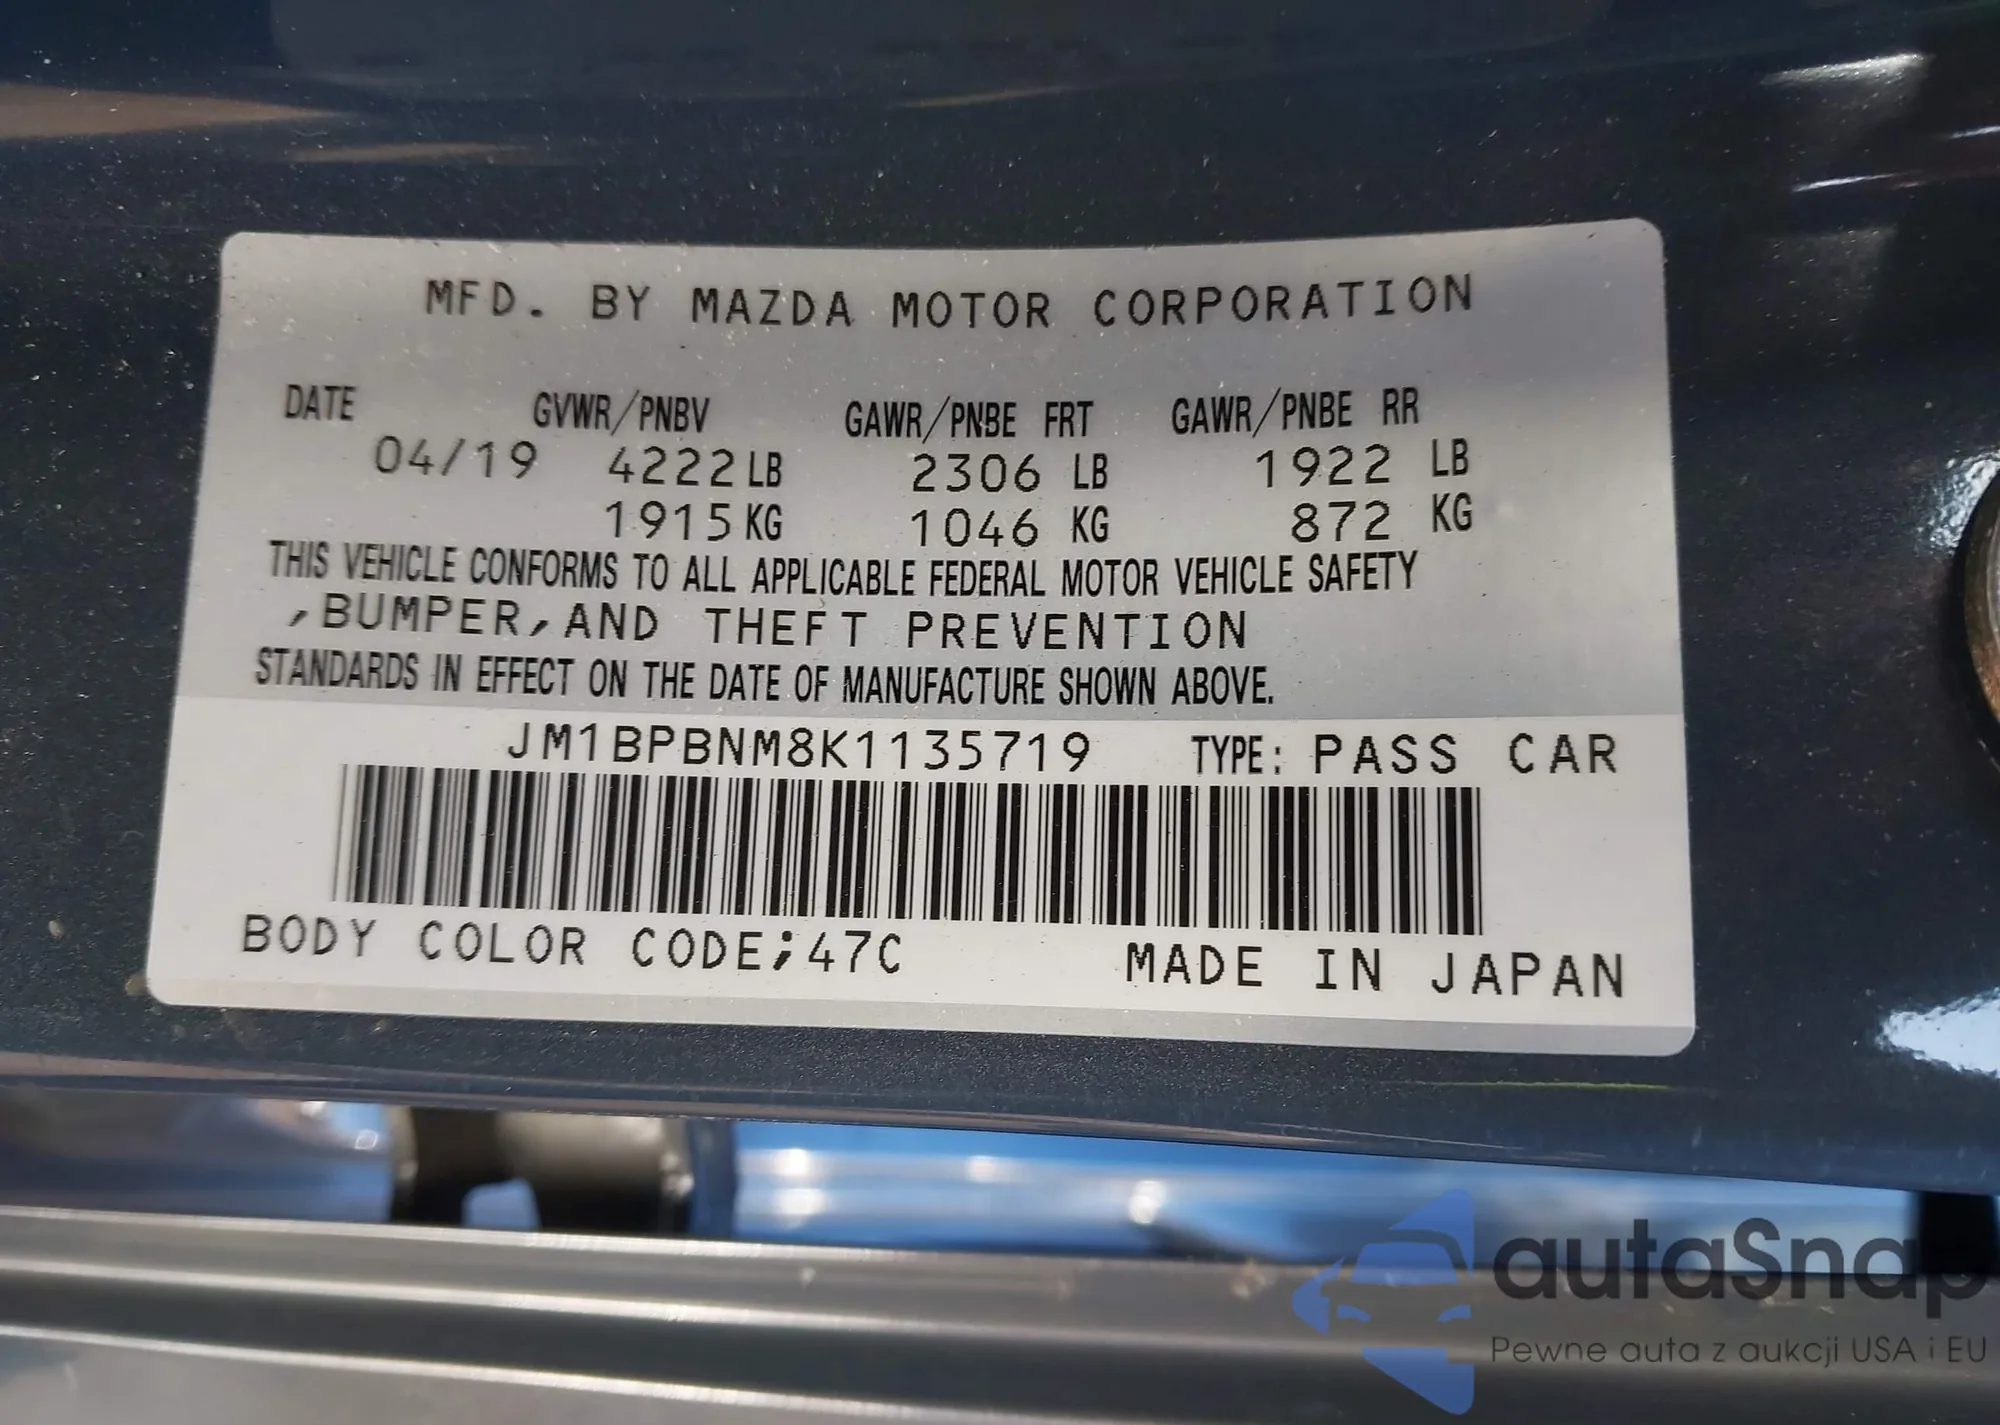 MFD. BY MAZDA MOTOR CORPORATION
DATE GVWR/PNBV GAWR/PNBE FRT GAWR/PNBE RR
04/19 4222 LB 2306 LB 1922 LB
1915 KG 1046 KG 872 KG
THIS VEHICLE CONFORMS TO ALL APPLICABLE FEDERAL MOTOR VEHICLE SAFETY
,BUMPER,AND THEFT PREVENTION
STANDARDS IN EFFECT ON THE DATE OF MANUFACTURE SHOWN ABOVE.
JM1BPBNM8K1135719 TYPE: PASS CAR
BODY COLOR CODE;47C MADE IN JAPAN
autaSnap
Pewne auta z aukcji USA i EU